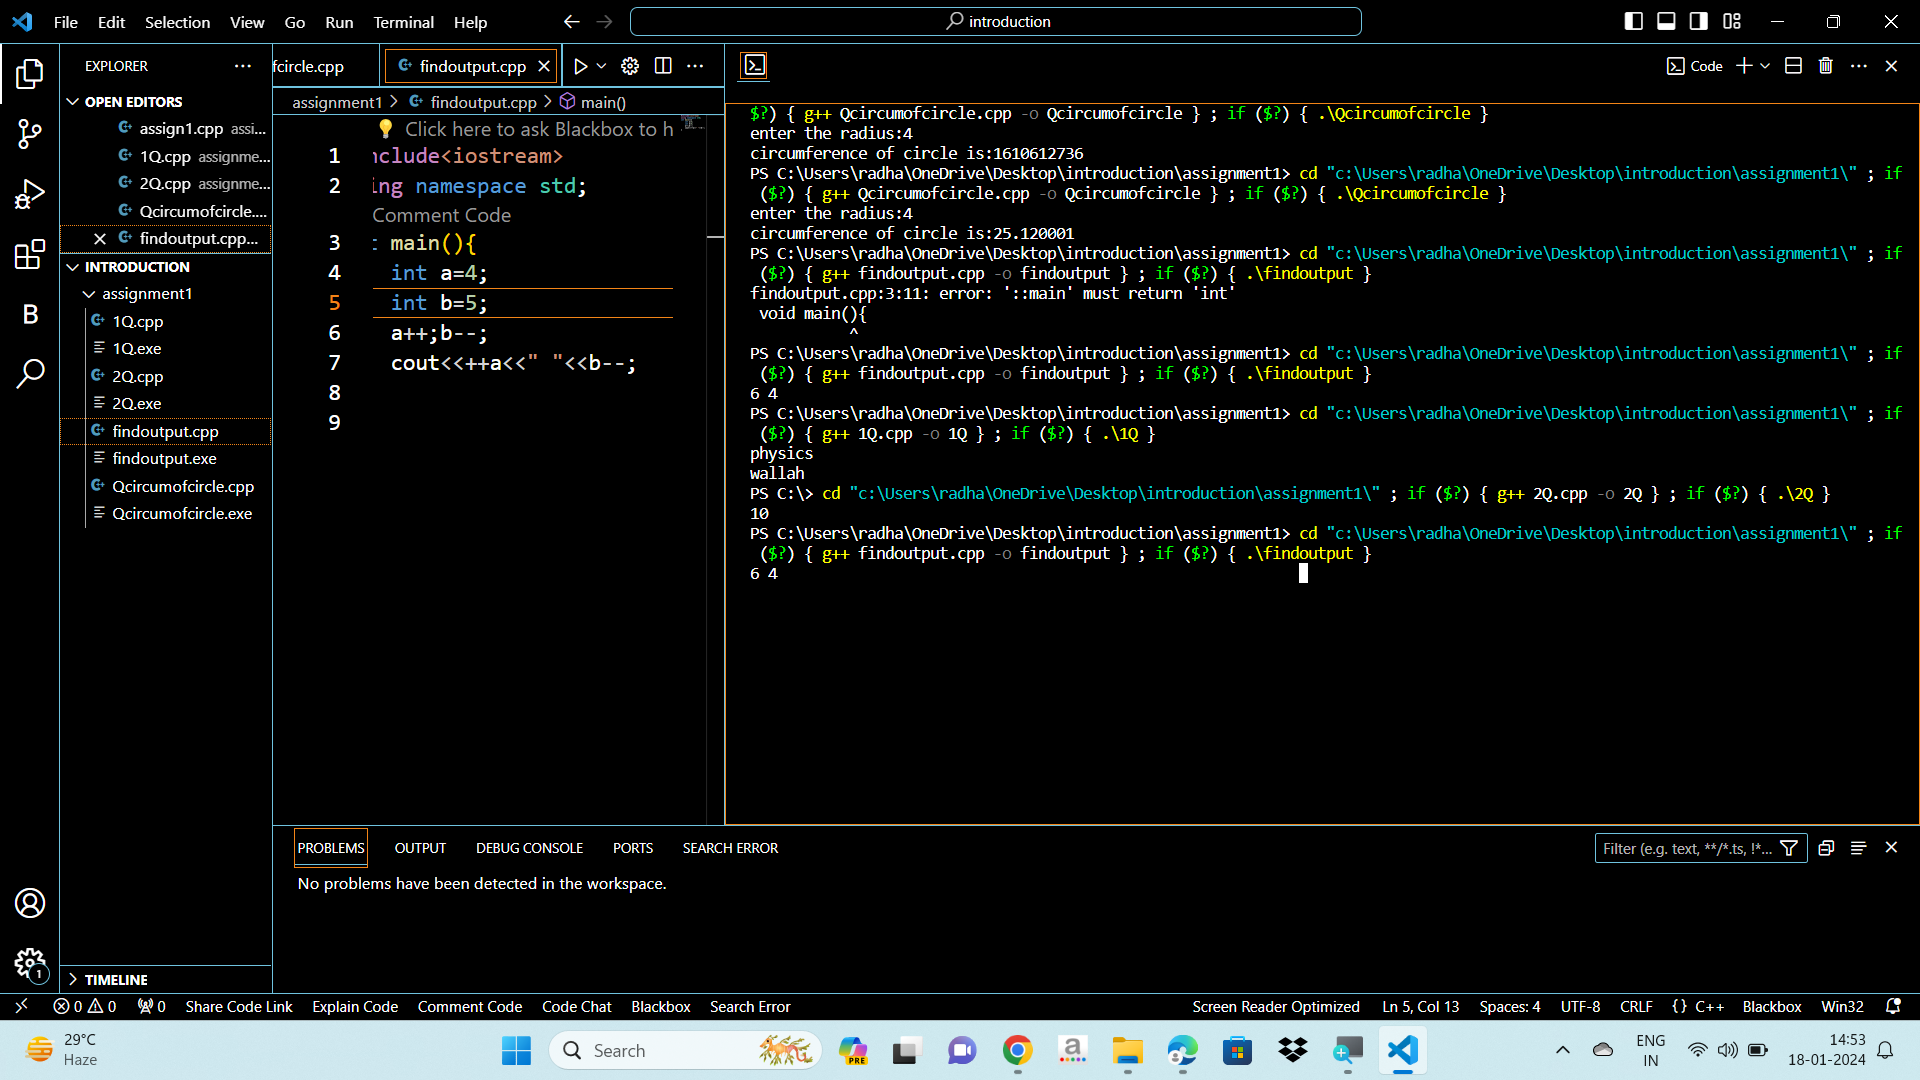 File Edit Selection View Go Run Terminal Help
introduction
EXPLORER
OPEN EDITORS
assign1.cpp assi...
1Q.cpp assignme...
2Q.cpp assignme...
Qcircumofcircle....
findoutput.cpp...
INTRODUCTION
assignment1
1Q.cpp
1Q.exe
2Q.cpp
2Q.exe
findoutput.cpp
findoutput.exe
Qcircumofcircle.cpp
Qcircumofcircle.exe
TIMELINE
fcircle.cpp findoutput.cpp
assignment1 > findoutput.cpp > main()
Click here to ask Blackbox to h
1 nclude<iostream>
2 ing namespace std;
Comment Code
3 t main(){
4 int a=4;
5 int b=5;
6 a++;b--;
7 cout<<++a<<" "<<b--;
8
9
Code
$?) { g++ Qcircumofcircle.cpp -o Qcircumofcircle } ; if ($?) { .\Qcircumofcircle }
enter the radius:4
circumference of circle is:1610612736
PS C:\Users\radha\OneDrive\Desktop\introduction\assignment1> cd "c:\Users\radha\OneDrive\Desktop\introduction\assignment1\" ; if
($?) { g++ Qcircumofcircle.cpp -o Qcircumofcircle } ; if ($?) { .\Qcircumofcircle }
enter the radius:4
circumference of circle is:25.120001
PS C:\Users\radha\OneDrive\Desktop\introduction\assignment1> cd "c:\Users\radha\OneDrive\Desktop\introduction\assignment1\" ; if
($?) { g++ findoutput.cpp -o findoutput } ; if ($?) { .\findoutput }
findoutput.cpp:3:11: error: '::main' must return 'int'
void main(){
^
PS C:\Users\radha\OneDrive\Desktop\introduction\assignment1> cd "c:\Users\radha\OneDrive\Desktop\introduction\assignment1\" ; if
($?) { g++ findoutput.cpp -o findoutput } ; if ($?) { .\findoutput }
6 4
PS C:\Users\radha\OneDrive\Desktop\introduction\assignment1> cd "c:\Users\radha\OneDrive\Desktop\introduction\assignment1\" ; if
($?) { g++ 1Q.cpp -o 1Q } ; if ($?) { .\1Q }
physics
wallah
PS C:\> cd "c:\Users\radha\OneDrive\Desktop\introduction\assignment1\" ; if ($?) { g++ 2Q.cpp -o 2Q } ; if ($?) { .\2Q }
10
PS C:\Users\radha\OneDrive\Desktop\introduction\assignment1> cd "c:\Users\radha\OneDrive\Desktop\introduction\assignment1\" ; if
($?) { g++ findoutput.cpp -o findoutput } ; if ($?) { .\findoutput }
6 4
PROBLEMS OUTPUT DEBUG CONSOLE PORTS SEARCH ERROR
Filter (e.g. text, **/*.ts, !*...
No problems have been detected in the workspace.
0 0 0 Share Code Link Explain Code Comment Code Code Chat Blackbox Search Error
Screen Reader Optimized Ln 5, Col 13 Spaces: 4 UTF-8 CRLF {} C++ Blackbox Win32
29°C
Haze
Search
PRE
ENG
IN
14:53
18-01-2024